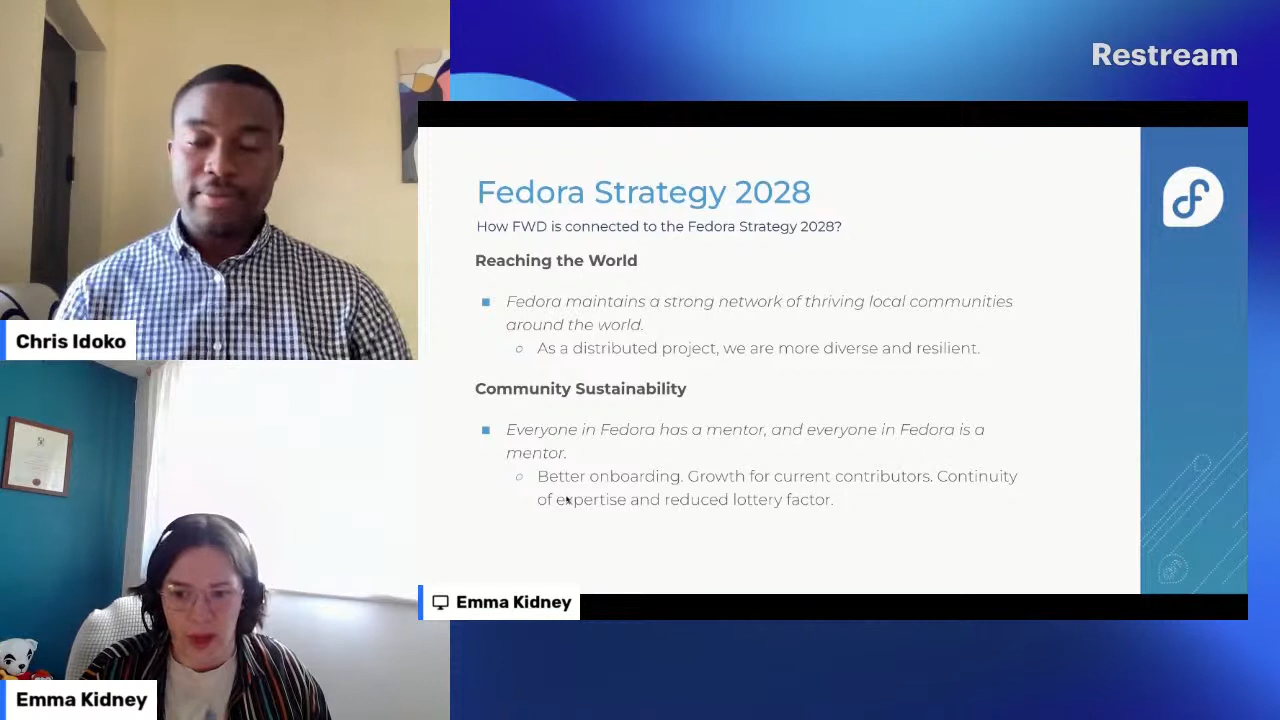 Restream
Fedora Strategy 2028
How FWD is connected to the Fedora Strategy 2028?
Reaching the World
Fedora maintains a strong network of thriving local communities
around the world.
As a distributed project, we are more diverse and resilient.
Community Sustainability
Everyone in Fedora has a mentor, and everyone in Fedora is a
mentor.
Better onboarding. Growth for current contributors. Continuity
of expertise and reduced lottery factor.
Chris Idoko
Emma Kidney
Emma Kidney